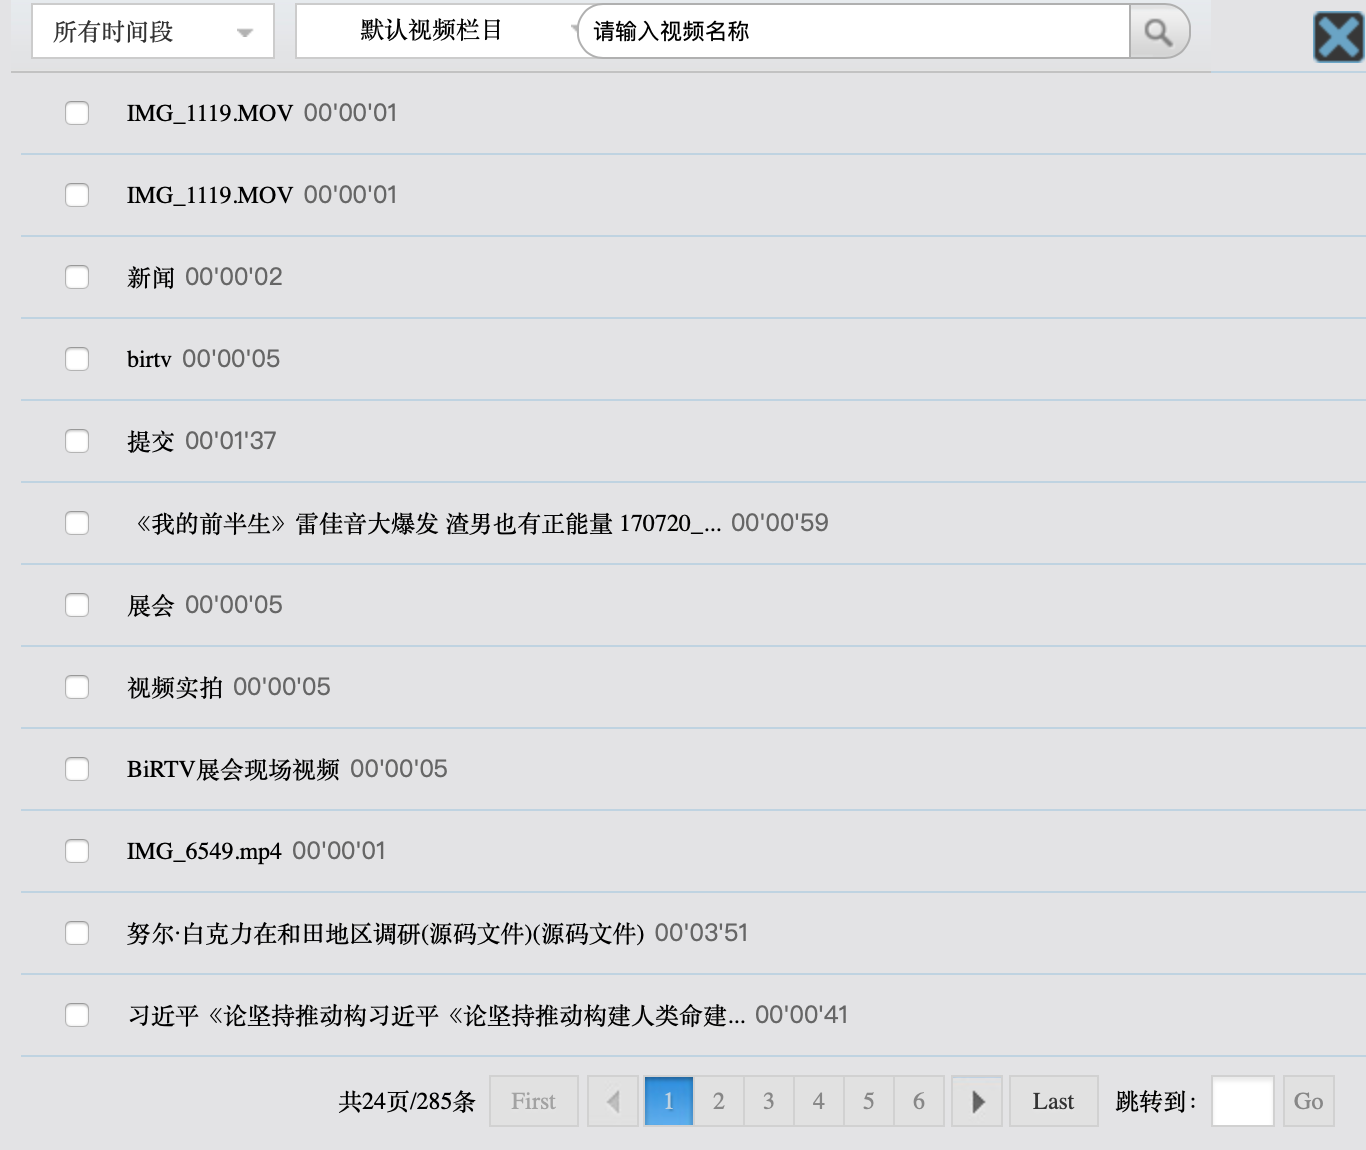 所有时间段 默认视频栏目 请输入视频名称
IMG_1119.MOV 00'00'01
IMG_1119.MOV 00'00'01
新闻 00'00'02
birtv 00'00'05
提交 00'01'37
《我的前半生》雷佳音大爆发 渣男也有正能量 170720_... 00'00'59
展会 00'00'05
视频实拍 00'00'05
BiRTV展会现场视频 00'00'05
IMG_6549.mp4 00'00'01
努尔·白克力在和田地区调研(源码文件)(源码文件) 00'03'51
习近平《论坚持推动构习近平《论坚持推动构建人类命建... 00'00'41
共24页/285条 First 1 2 3 4 5 6 Last 跳转到： Go